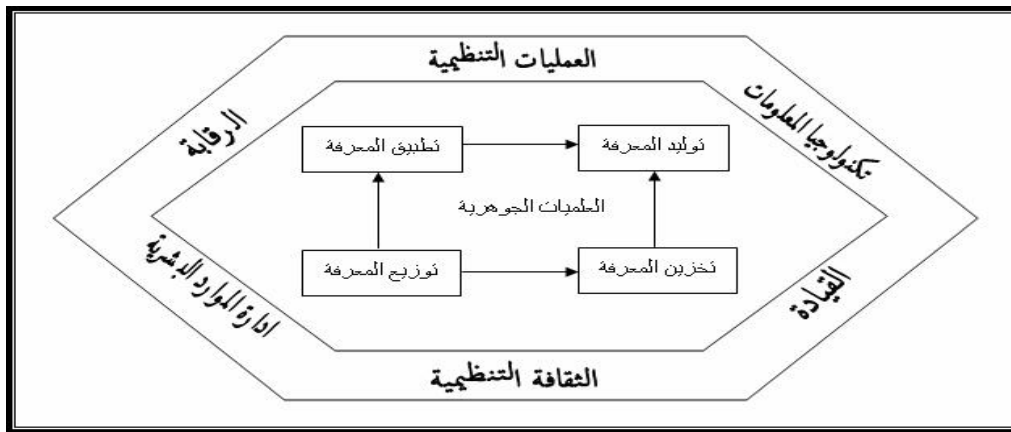 العمليات التنظيمية
تكنولوجيا المعلومات
الرقابة
توليد المعرفة
تطبيق المعرفة
العلميات الجوهرية
تخزين المعرفة
توزيع المعرفة
القيادة
ادارة الموارد البشرية
الثقافة التنظيمية